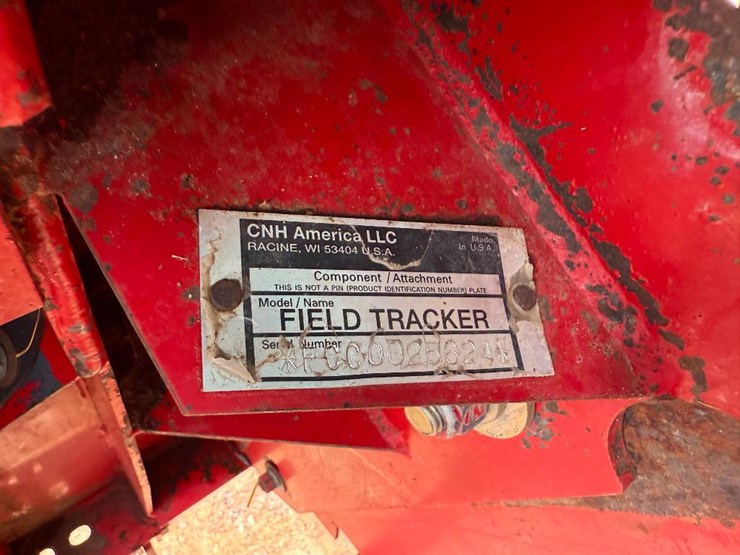 CNH America LLC
RACINE, WI 53404 U.S.A.
Made
In U.S.A.
Component / Attachment
THIS IS NOT A PIN (PRODUCT IDENTIFICATION NUMBER) PLATE
Model / Name
FIELD TRACKER
Serial Number